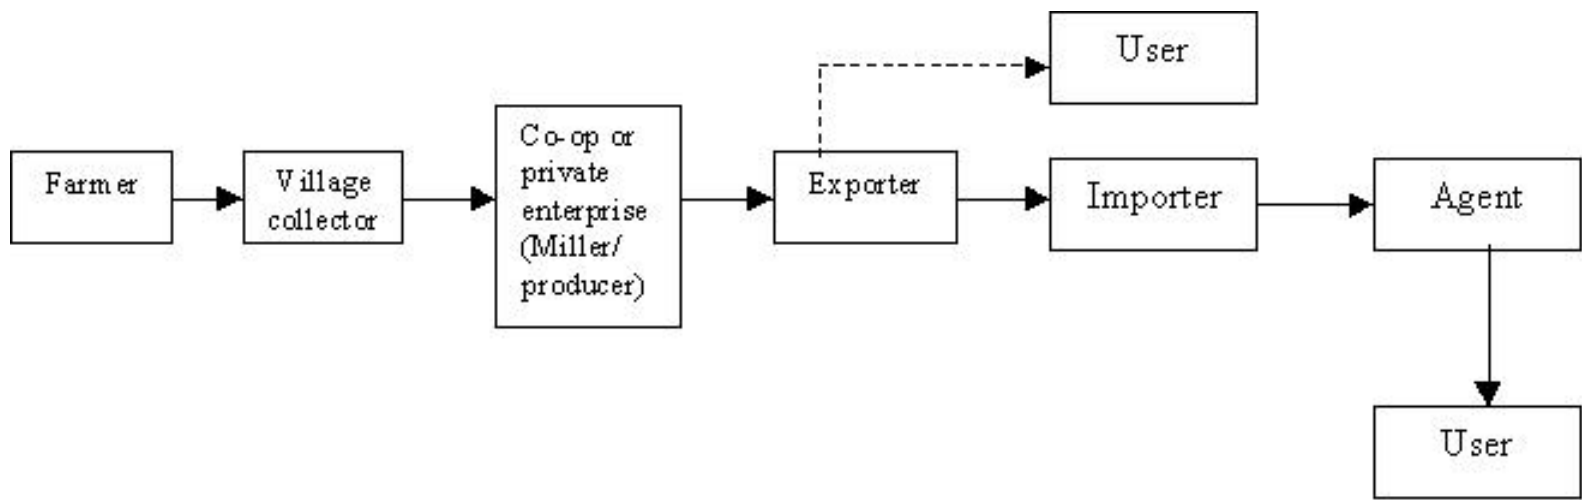 User
Farmer
Village
collector
Co-op or
private
enterprise
(Miller/
producer)
Exporter
Importer
Agent
User